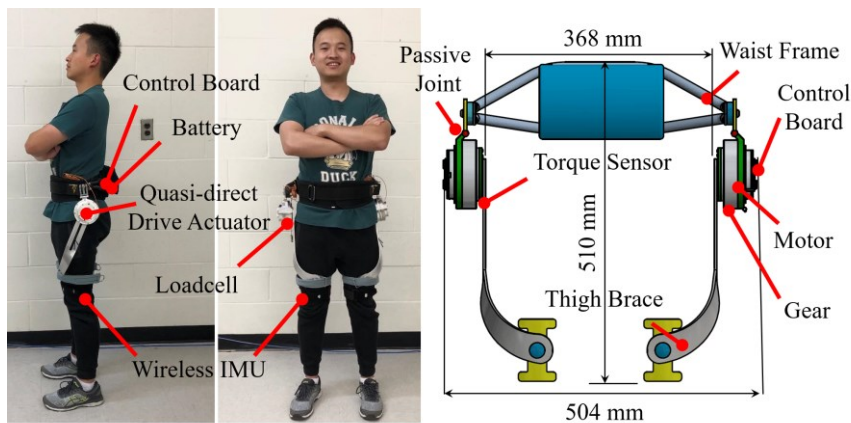 Control Board
Battery
Quasi-direct
Drive Actuator
Loadcell
Wireless IMU
ONAI
DUCK
368 mm
Passive
Joint
Waist Frame
Control
Board
Torque Sensor
510 mm
Motor
Thigh Brace
Gear
504 mm